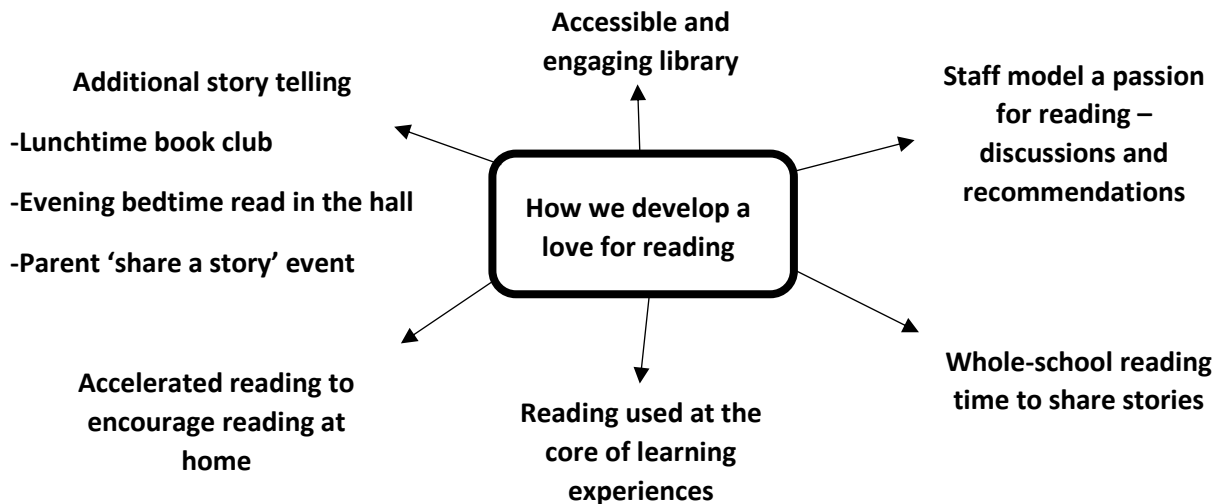 Accessible and
engaging library
Additional story telling
-Lunchtime book club
-Evening bedtime read in the hall
-Parent ‘share a story’ event
Staff model a passion
for reading –
discussions and
recommendations
How we develop a
love for reading
Accelerated reading to
encourage reading at
home
Reading used at the
core of learning
experiences
Whole-school reading
time to share stories